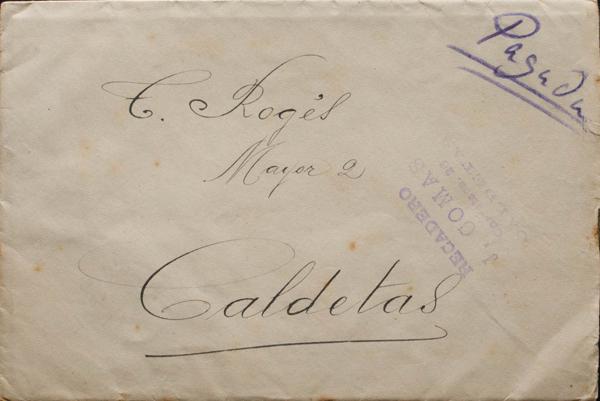 Pagada
C. Rogés
Mayor 2
RECADERO
J. COMAS
Caldetas